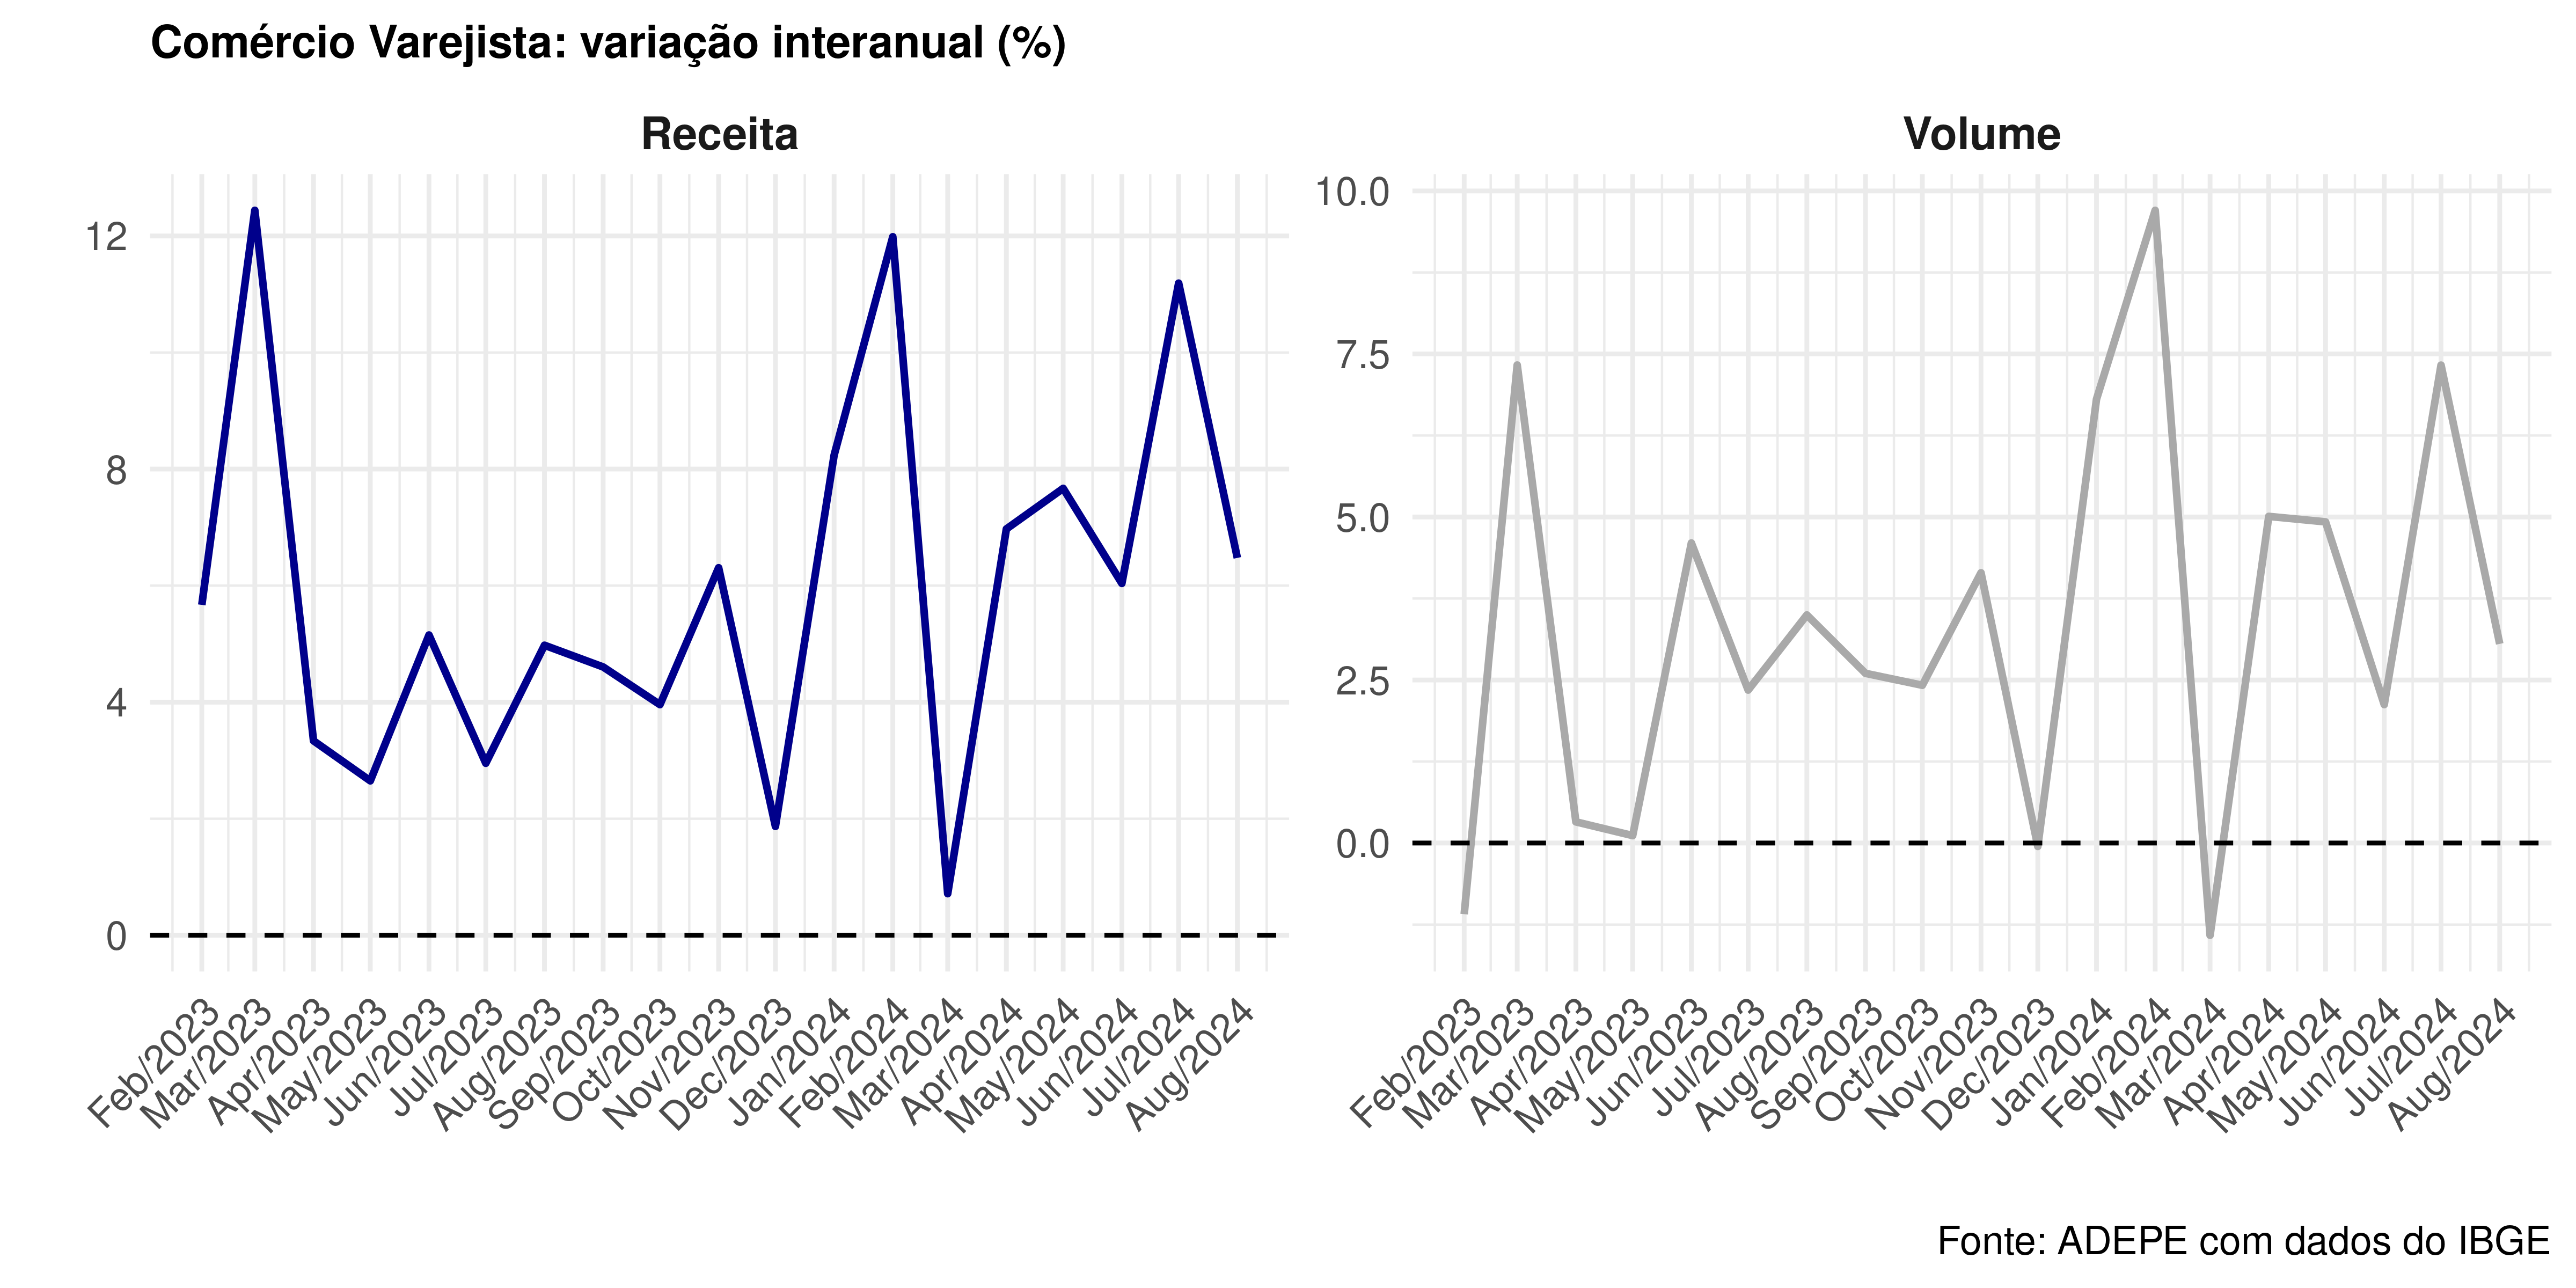 Comércio Varejista: variação interanual (%)
Receita
12
8
4
0
Feb/2023
Mar/2023
Apr/2023
May/2023
Jun/2023
Jul/2023
Aug/2023
Sep/2023
Oct/2023
Nov/2023
Dec/2023
Jan/2024
Feb/2024
Mar/2024
Apr/2024
May/2024
Jun/2024
Jul/2024
Aug/2024
Volume
10.0
7.5
5.0
2.5
0.0
Feb/2023
Mar/2023
Apr/2023
May/2023
Jun/2023
Jul/2023
Aug/2023
Sep/2023
Oct/2023
Nov/2023
Dec/2023
Jan/2024
Feb/2024
Mar/2024
Apr/2024
May/2024
Jun/2024
Jul/2024
Aug/2024
Fonte: ADEPE com dados do IBGE